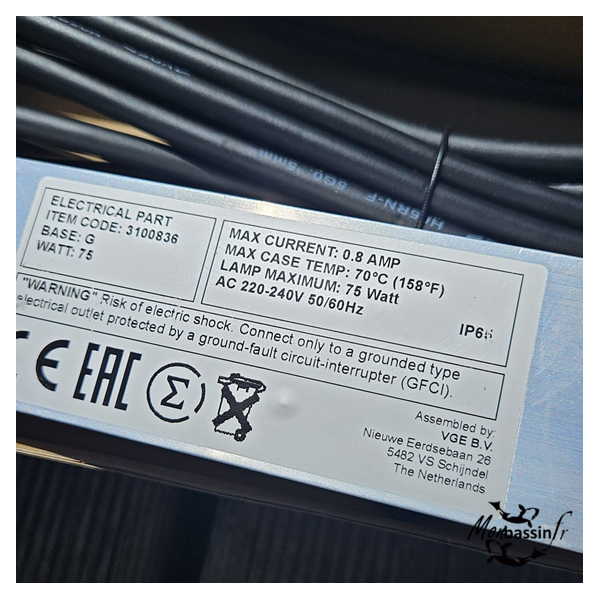 ELECTRICAL PART
ITEM CODE: 3100836
BASE: G
WATT: 75
MAX CURRENT: 0.8 AMP
MAX CASE TEMP: 70°C (158°F)
LAMP MAXIMUM: 75 Watt
AC 220-240V 50/60Hz
"WARNING" Risk of electric shock. Connect only to a grounded type
electrical outlet protected by a ground-fault circuit-interrupter (GFCI).
CE EAC
Assembled by:
VGE B.V.
Nieuwe Eerdsebaan 26
5482 VS Schijndel
The Netherlands
Monbassin.fr